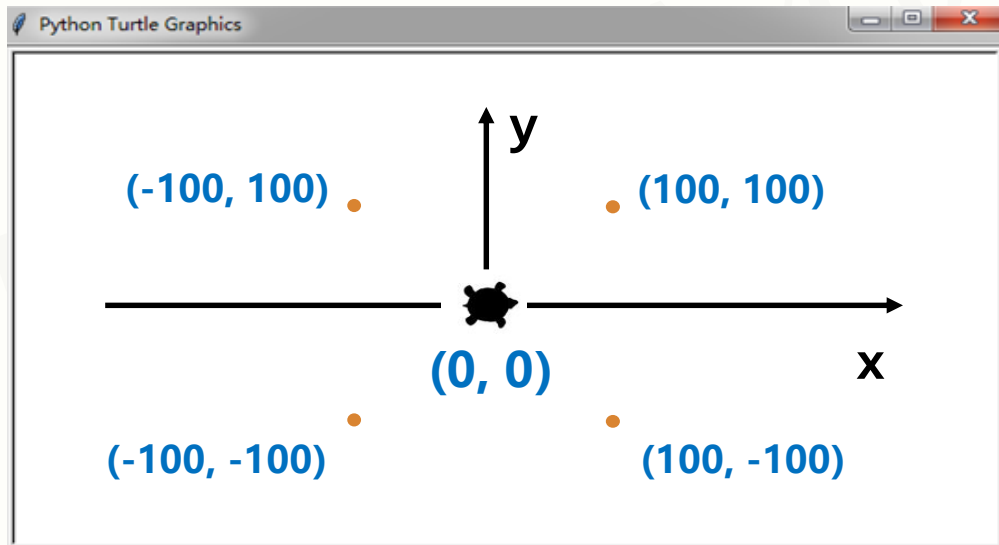 Python Turtle Graphics
y
(-100, 100)
(100, 100)
(0, 0)
x
(-100, -100)
(100, -100)